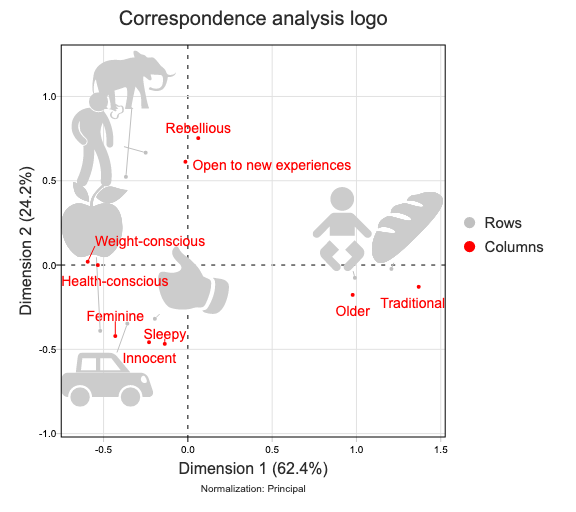 Correspondence analysis logo
Dimension 2 (24.2%)
1.0
0.5
0.0
-0.5
-1.0
Rebellious
Open to new experiences
Weight-conscious
Health-conscious
Feminine
Sleepy
Innocent
Older
Traditional
Rows
Columns
-0.5
0.0
0.5
1.0
1.5
Dimension 1 (62.4%)
Normalization: Principal